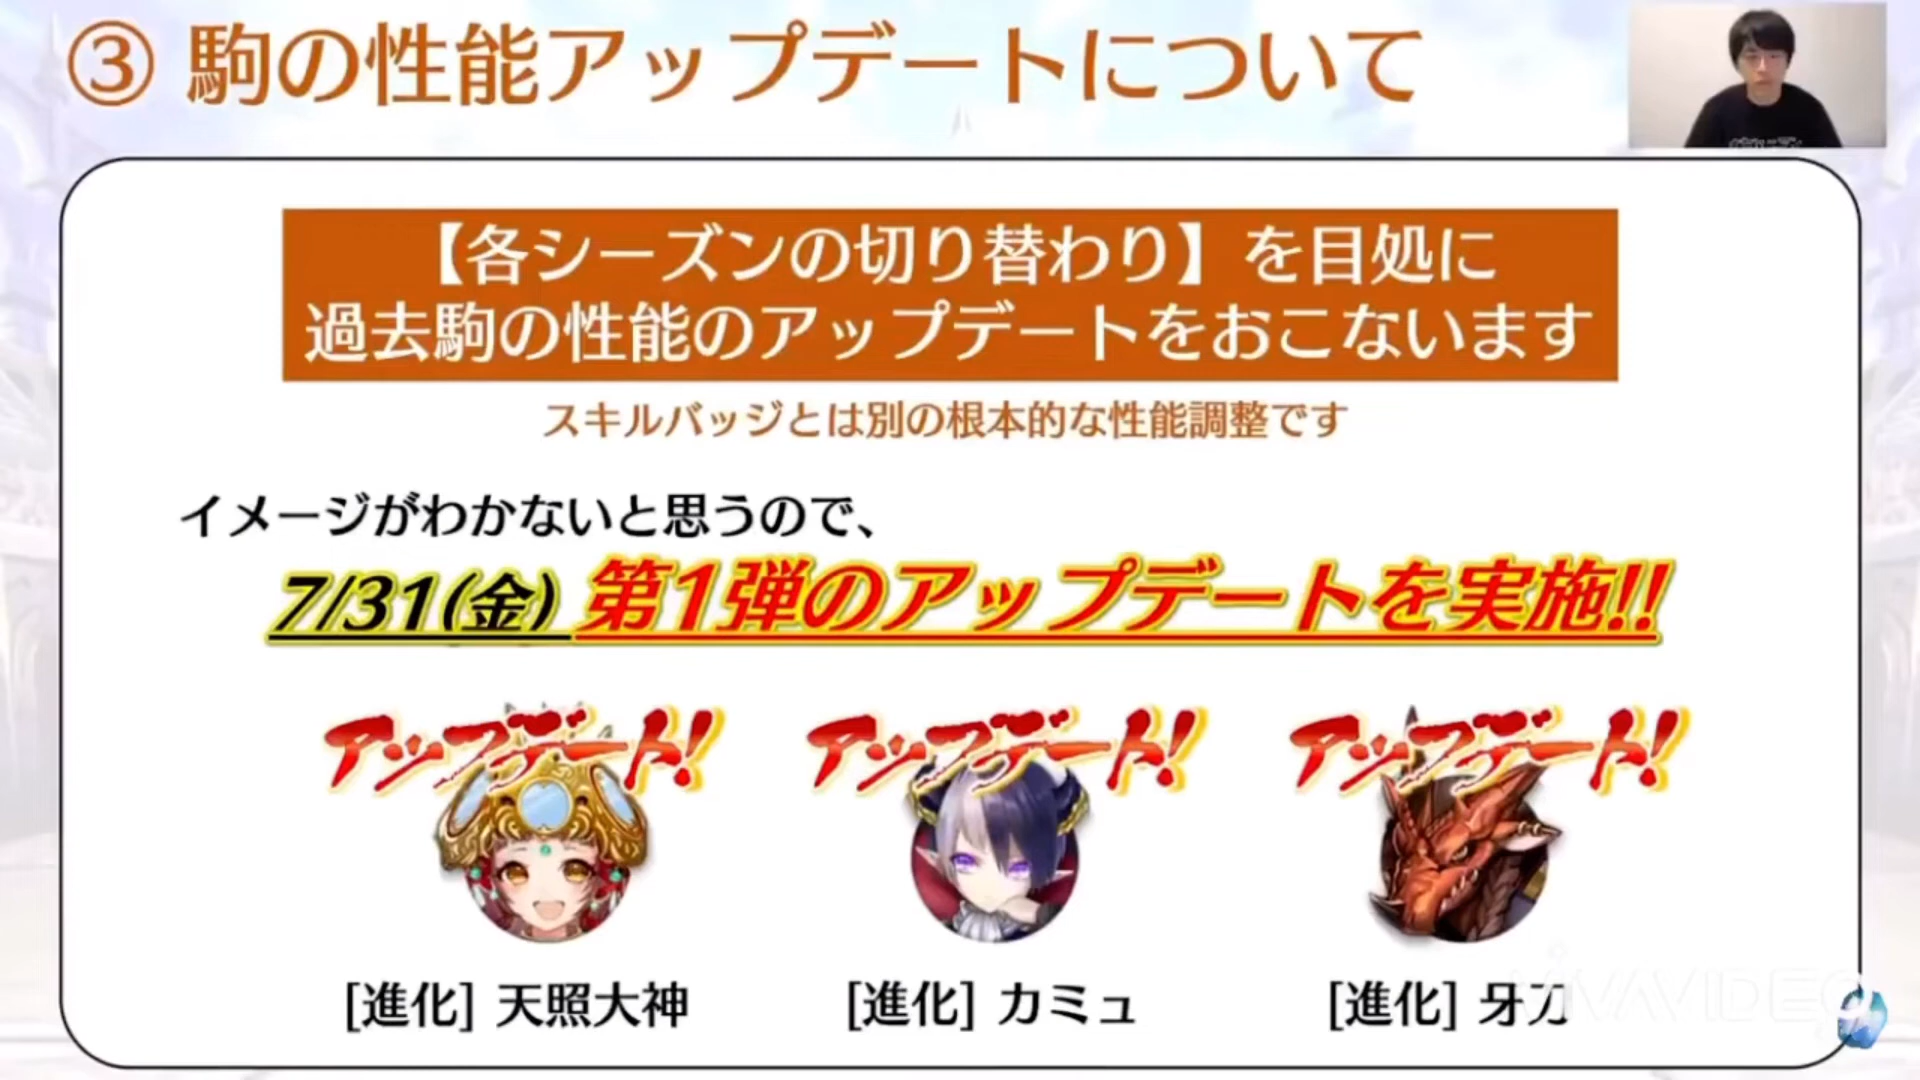 ③ 駒の性能アップデートについて
【各シーズンの切り替わり】を目処に
過去駒の性能のアップデートをおこないます
スキルバッジとは別の根本的な性能調整です
イメージがわかないと思うので、
7/31(金) 第1弾のアップデートを実施!!
アップデート! アップデート! アップデート!
[進化] 天照大神 [進化] カミュ [進化] 牙刀
VIVAVIDEO